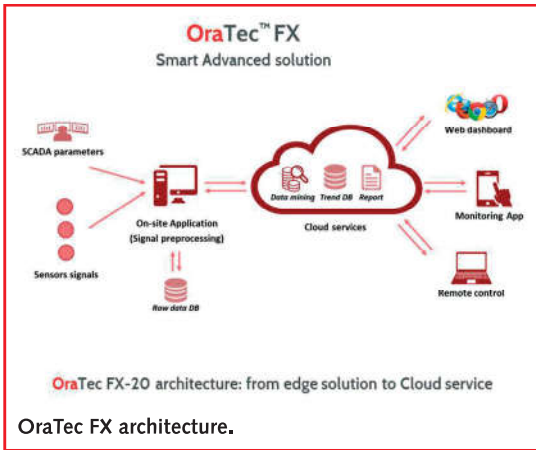 OraTec™ FX
Smart Advanced solution
SCADA parameters
Sensors signals
On-site Application
(Signal preprocessing)
Raw data DB
Data mining
Trend DB
Report
Cloud services
Web dashboard
Monitoring App
Remote control
OraTec FX-20 architecture: from edge solution to Cloud service
OraTec FX architecture.